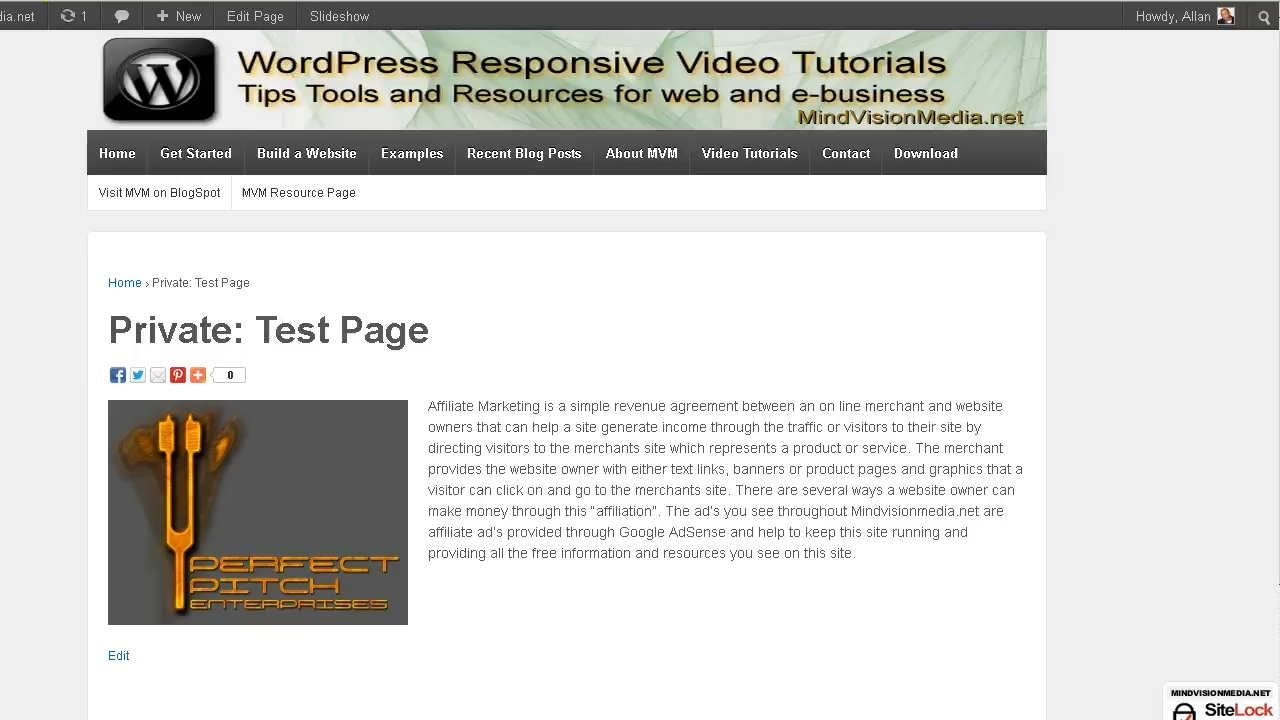 dia.net 1 New Edit Page Slideshow Howdy, Allan
WordPress Responsive Video Tutorials
Tips Tools and Resources for web and e-business
MindVisionMedia.net
Home Get Started Build a Website Examples Recent Blog Posts About MVM Video Tutorials Contact Download
Visit MVM on BlogSpot MVM Resource Page
Home › Private: Test Page
Private: Test Page
0
Affiliate Marketing is a simple revenue agreement between an on line merchant and website
owners that can help a site generate income through the traffic or visitors to their site by
directing visitors to the merchants site which represents a product or service. The merchant
provides the website owner with either text links, banners or product pages and graphics that a
visitor can click on and go to the merchants site. There are several ways a website owner can
make money through this "affiliation". The ad's you see throughout Mindvisionmedia.net are
affiliate ad's provided through Google AdSense and help to keep this site running and
providing all the free information and resources you see on this site.
PERFECT
PITCH
ENTERPRISES
Edit
MINDVISIONMEDIA.NET
SiteLock